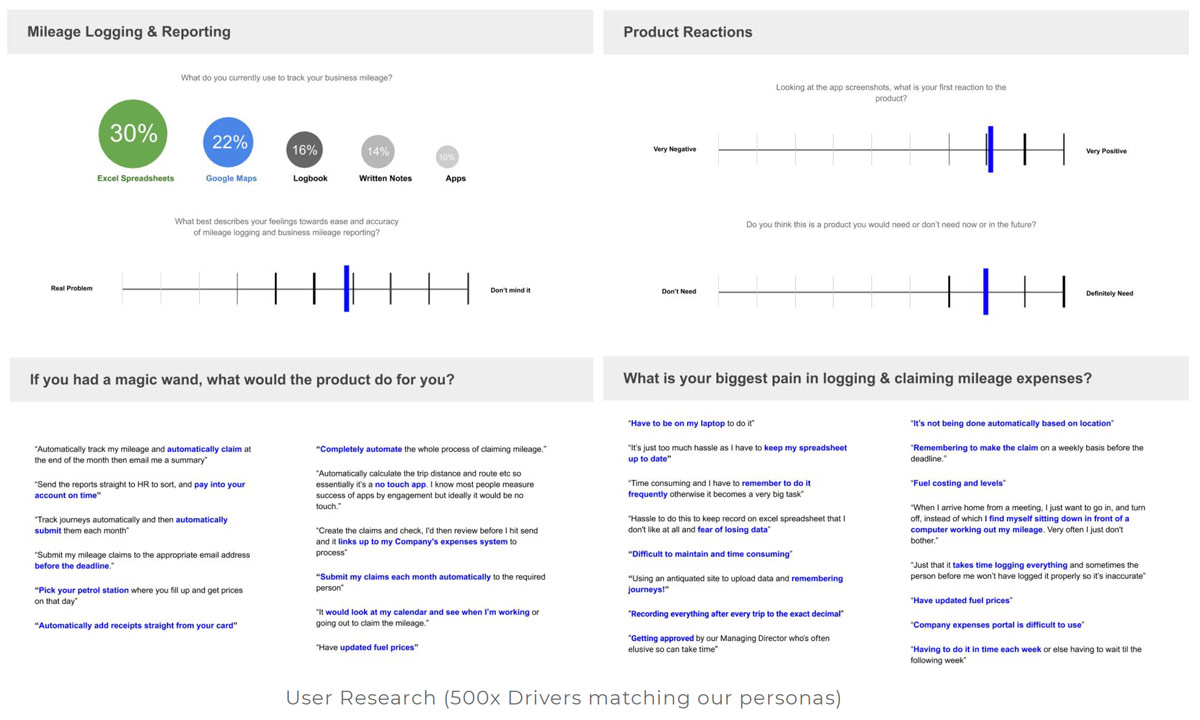 Mileage Logging & Reporting
What do you currently use to track your business mileage?
30%
22%
16%
14%
10%
Excel Spreadsheets
Google Maps
Logbook
Written Notes
Apps
What best describes your feelings towards ease and accuracy
of mileage logging and business mileage reporting?
Real Problem
Don't mind it
Product Reactions
Looking at the app screenshots, what is your first reaction to the
product?
Very Negative
Very Positive
Do you think this is a product you would need or don't need now or in the future?
Don't Need
Definitely Need
If you had a magic wand, what would the product do for you?
“Automatically track my mileage and automatically claim at
the end of the month then email me a summary”
“Send the reports straight to HR to sort, and pay into your
account on time”
“Track journeys automatically and then automatically
submit them each month”
“Submit my mileage claims to the appropriate email address
before the deadline.”
“Pick your petrol station where you fill up and get prices
on that day”
“Automatically add receipts straight from your card”
“Completely automate the whole process of claiming mileage.”
“Automatically calculate the trip distance and route etc so
essentially it's a no touch app. I know most people measure
success of apps by engagement but ideally it would be no
touch.”
“Create the claims and check, I'd then review before I hit send
and it links up to my Company's expenses system to
process”
“Submit my claims each month automatically to the required
person”
“It would look at my calendar and see when I'm working or
going out to claim the mileage.”
“Have updated fuel prices”
What is your biggest pain in logging & claiming mileage expenses?
“Have to be on my laptop to do it”
“It's just too much hassle as I have to keep my spreadsheet
up to date”
“Time consuming and I have to remember to do it
frequently otherwise it becomes a very big task”
“Hassle to do this to keep record on excel spreadsheet that I
don't like at all and fear of losing data”
“Difficult to maintain and time consuming”
“Using an antiquated site to upload data and remembering
journeys!”
“Recording everything after every trip to the exact decimal”
“Getting approved by our Managing Director who's often
elusive so can take time”
“It's not being done automatically based on location”
“Remembering to make the claim on a weekly basis before the
deadline.”
“Fuel costing and levels”
“When I arrive home from a meeting, I just want to go in, and turn
off, instead of which I find myself sitting down in front of a
computer working out my mileage. Very often I just don't
bother.”
“Just that it takes time logging everything and sometimes the
person before me won't have logged it properly so it's inaccurate”
“Have updated fuel prices”
“Company expenses portal is difficult to use”
“Having to do it in time each week or else having to wait til the
following week”
User Research (500x Drivers matching our personas)